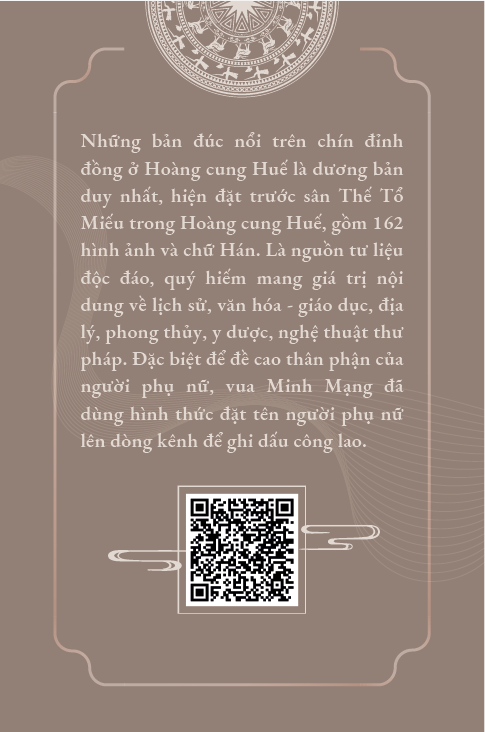 Những bản đúc nổi trên chín đỉnh
đồng ở Hoàng cung Huế là dương bản
duy nhất, hiện đặt trước sân Thế Tổ
Miếu trong Hoàng cung Huế, gồm 162
hình ảnh và chữ Hán. Là nguồn tư liệu
độc đáo, quý hiếm mang giá trị nội
dung về lịch sử, văn hóa - giáo dục, địa
lý, phong thủy, y dược, nghệ thuật thư
pháp. Đặc biệt để đề cao thân phận của
người phụ nữ, vua Minh Mạng đã
dùng hình thức đặt tên người phụ nữ
lên dòng kênh để ghi dấu công lao.